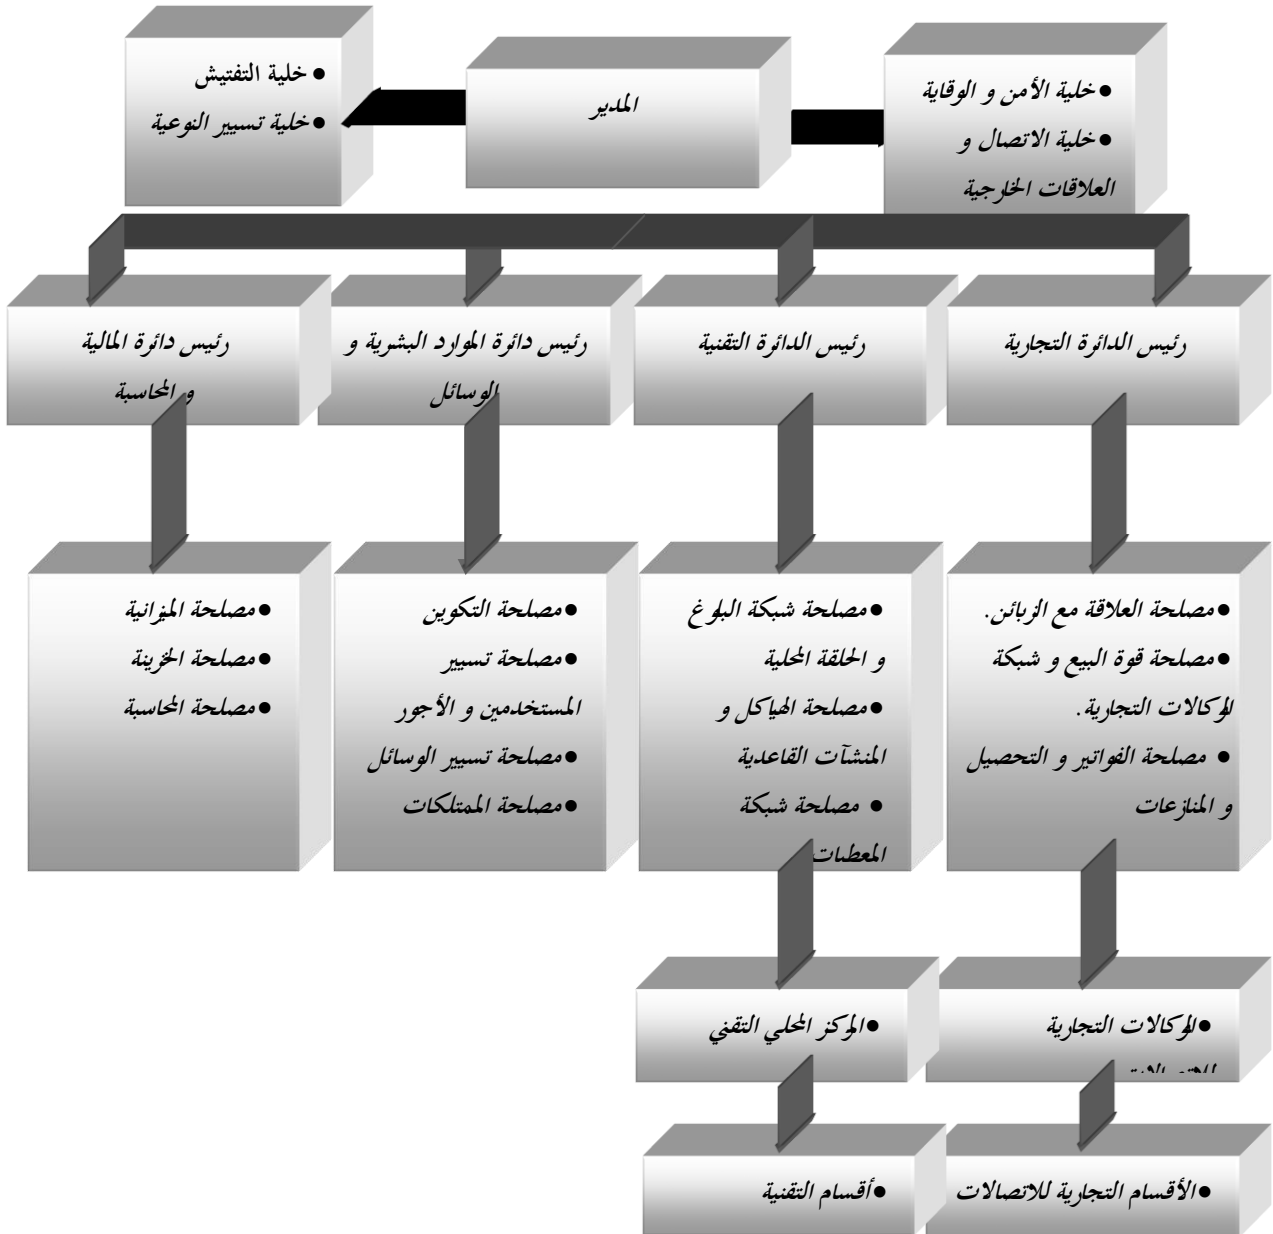 المدير
• خلية الأمن و الوقاية
• خلية الاتصال و
العلاقات الخارجية
• خلية التفتيش
• خلية تسيير النوعية
رئيس الدائرة التجارية
رئيس الدائرة التقنية
رئيس دائرة الموارد البشرية و
الوسائل
رئيس دائرة المالية
و المحاسبة
• مصلحة العلاقة مع الزبائن.
• مصلحة قوة البيع و شبكة
الوكالات التجارية.
• مصلحة الفواتير و التحصيل
و المنازعات
• مصلحة شبكة البلوغ
و الحلقة المحلية
• مصلحة الهياكل و
المنشآت القاعدية
• مصلحة شبكة
المعطيات
• مصلحة التكوين
• مصلحة تسيير
المستخدمين و الأجور
• مصلحة تسيير الوسائل
• مصلحة الممتلكات
• مصلحة الميزانية
• مصلحة الخزينة
• مصلحة المحاسبة
• الوكالات التجارية
• المركز المحلي التقني
• الأقسام التجارية للاتصالات
• أقسام التقنية